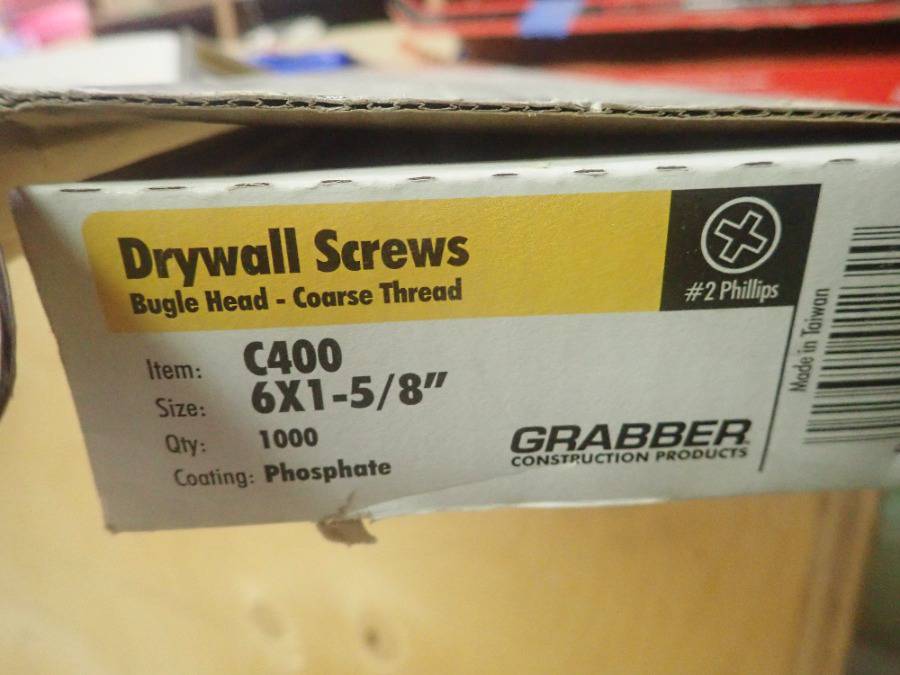 Drywall Screws
Bugle Head - Coarse Thread
#2 Phillips
Item: C400
Size: 6X1-5/8”
Qty: 1000
Coating: Phosphate
GRABBER
CONSTRUCTION PRODUCTS
Made in Taiwan